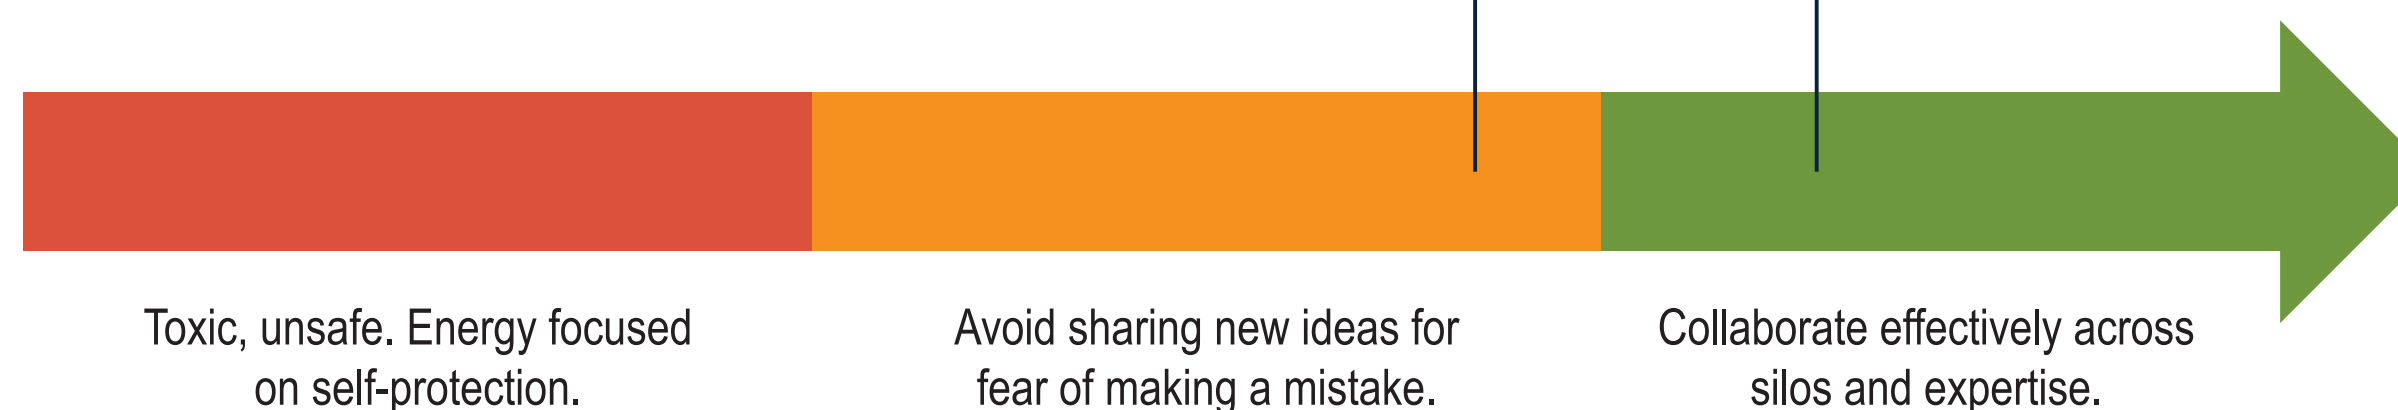 Toxic, unsafe. Energy focused
on self-protection.
Avoid sharing new ideas for
fear of making a mistake.
Collaborate effectively across
silos and expertise.